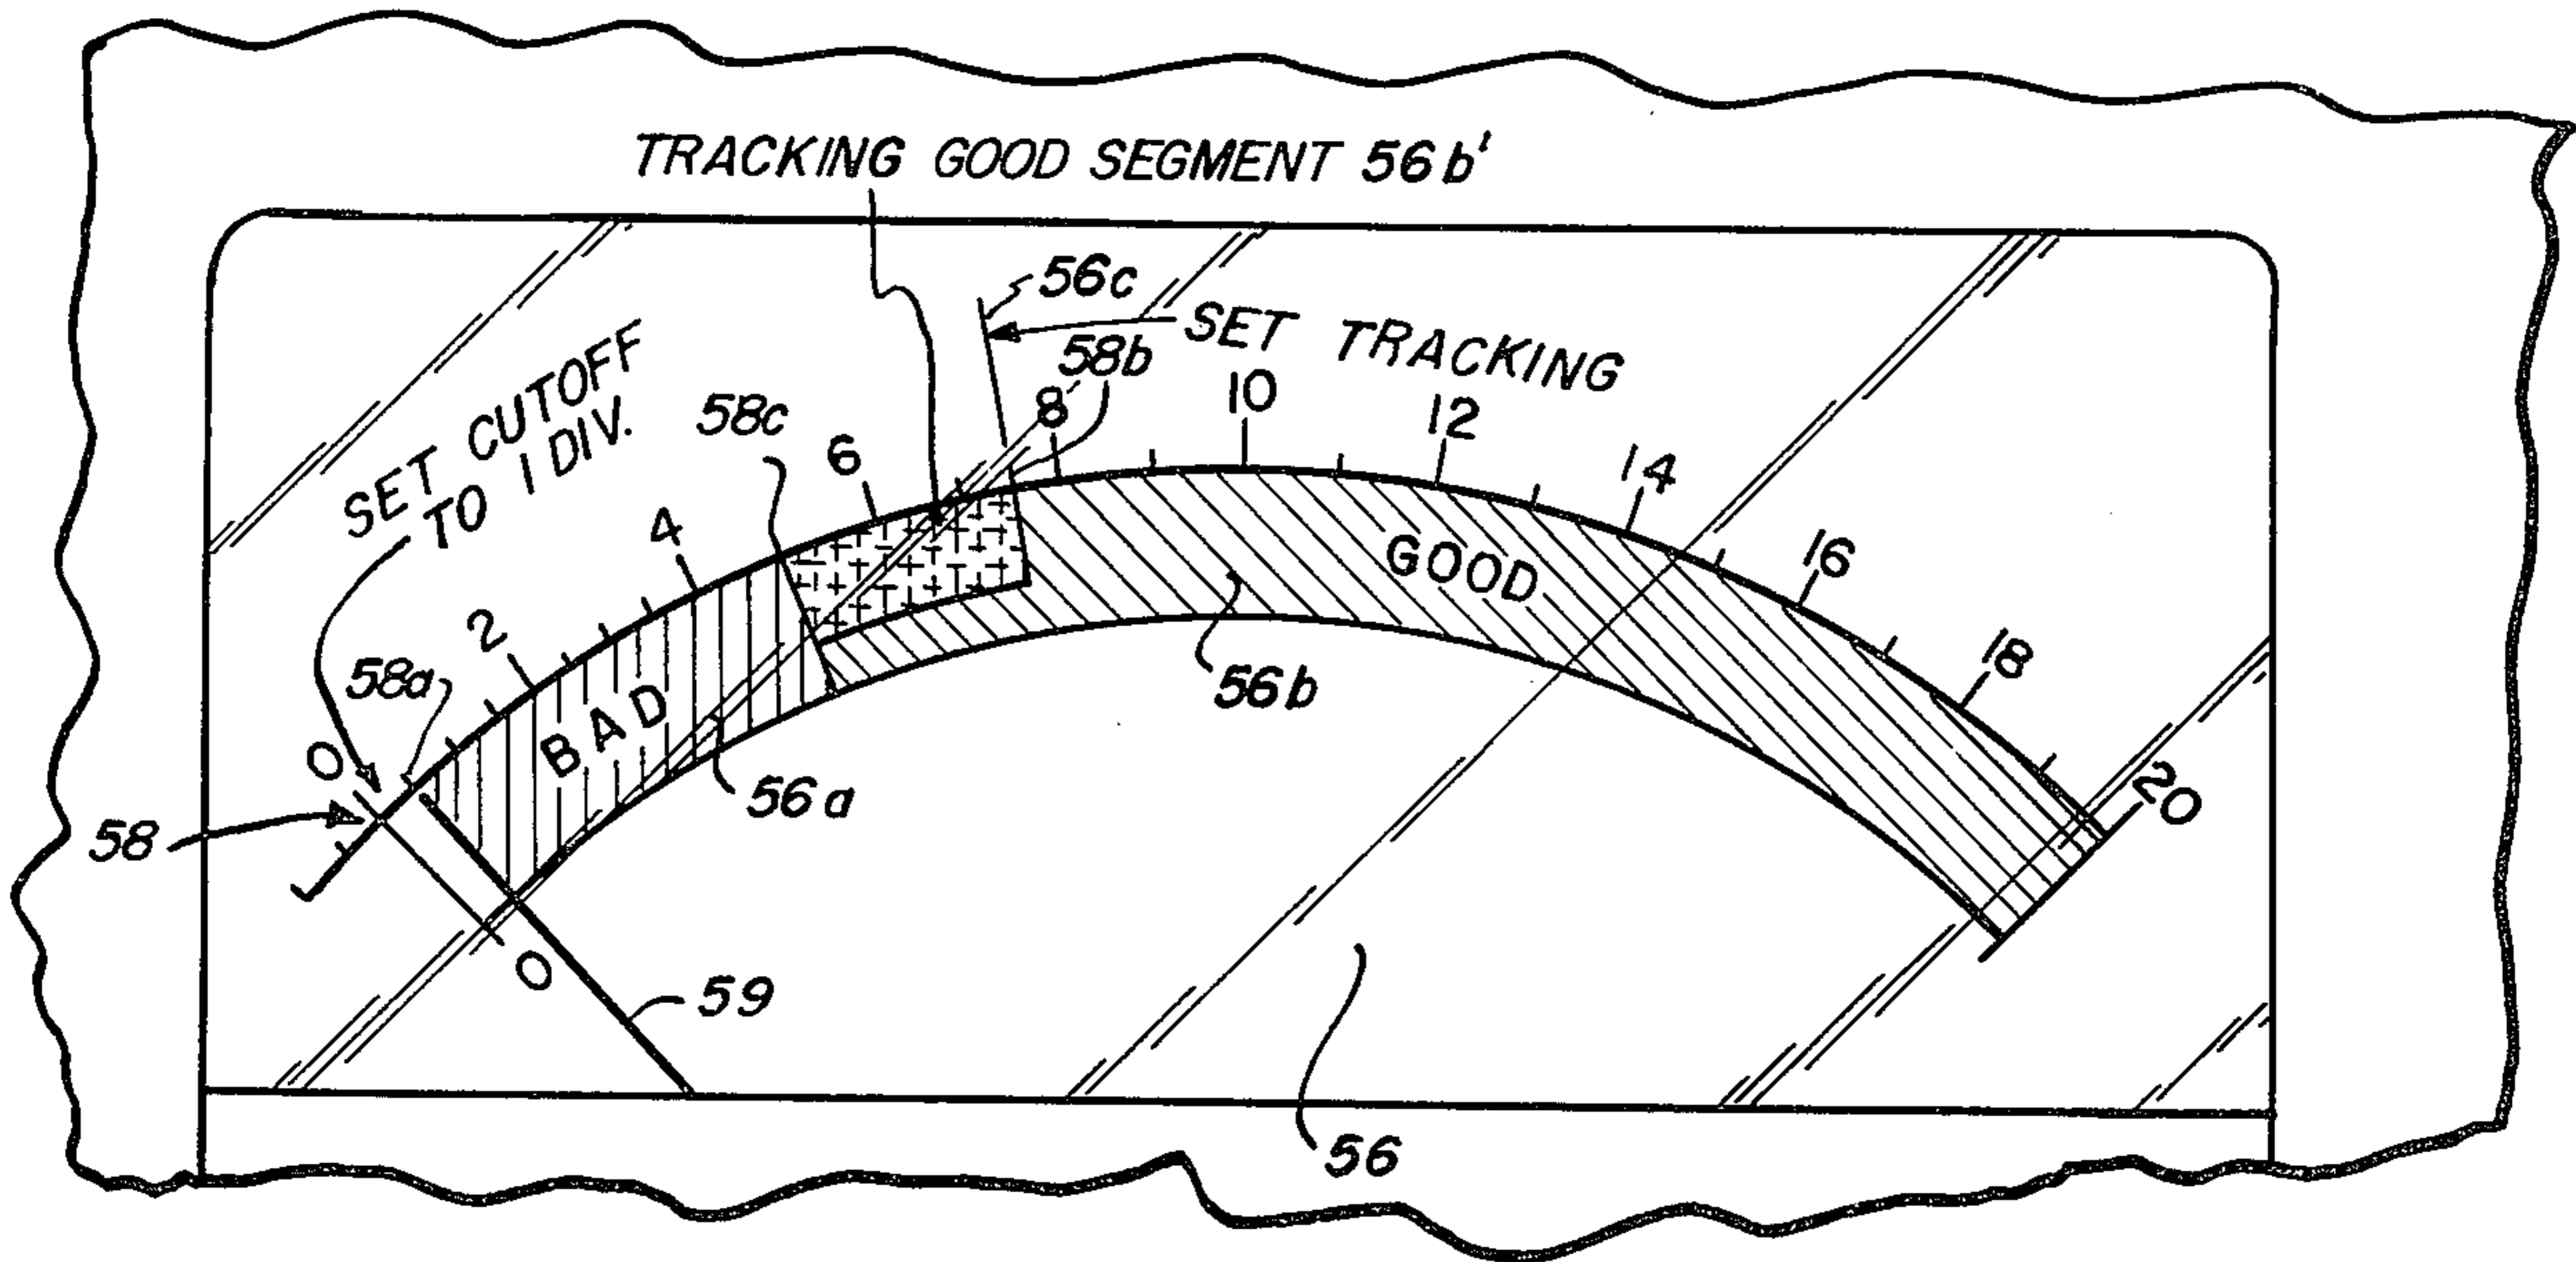 TRACKING GOOD SEGMENT 56b'
56c
SET TRACKING
58b
SET CUTOFF
TO 1 DIV.
58c
0
2
4
6
8
10
12
14
16
18
20
58a
58
BAD
GOOD
56a
56b
0
59
56